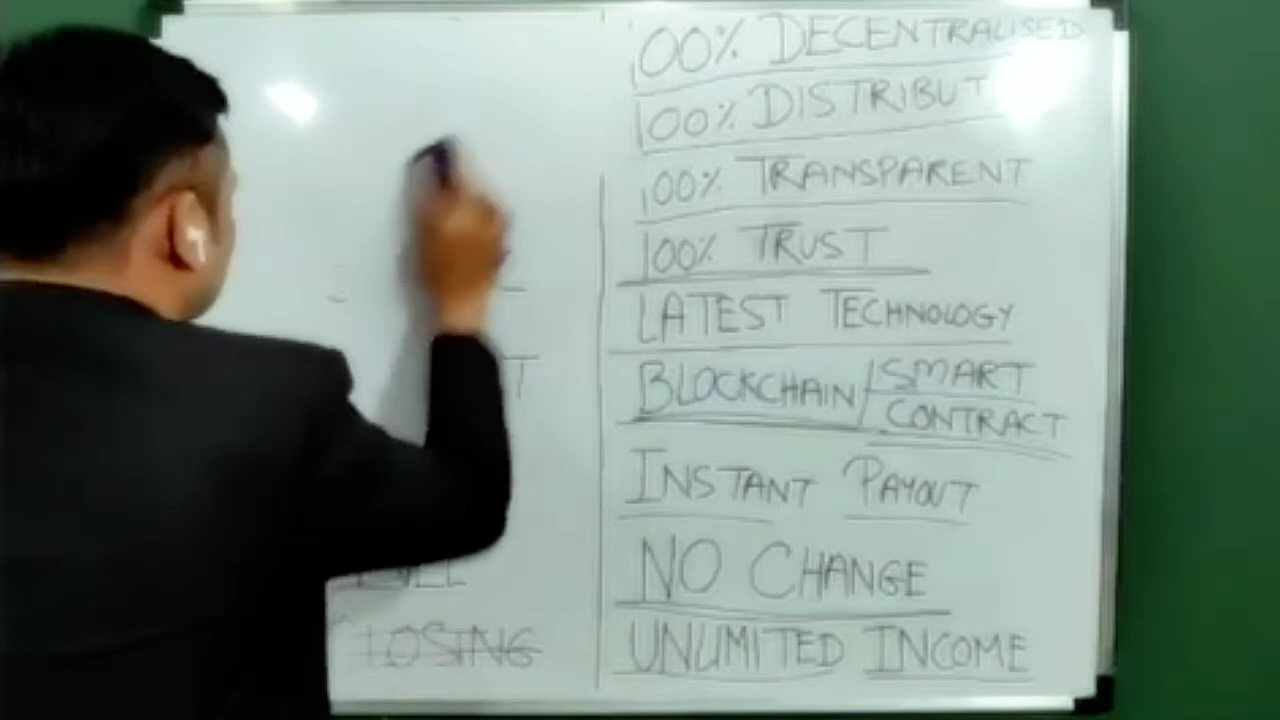 100% DECENTRALISED
100% DISTRIBUT
100% TRANSPARENT
100% TRUST
LATEST TECHNOLOGY
BLOCKCHAIN/SMART
CONTRACT
INSTANT PAYOUT
NO CHANGE
UNLIMITED INCOME
CLOSING